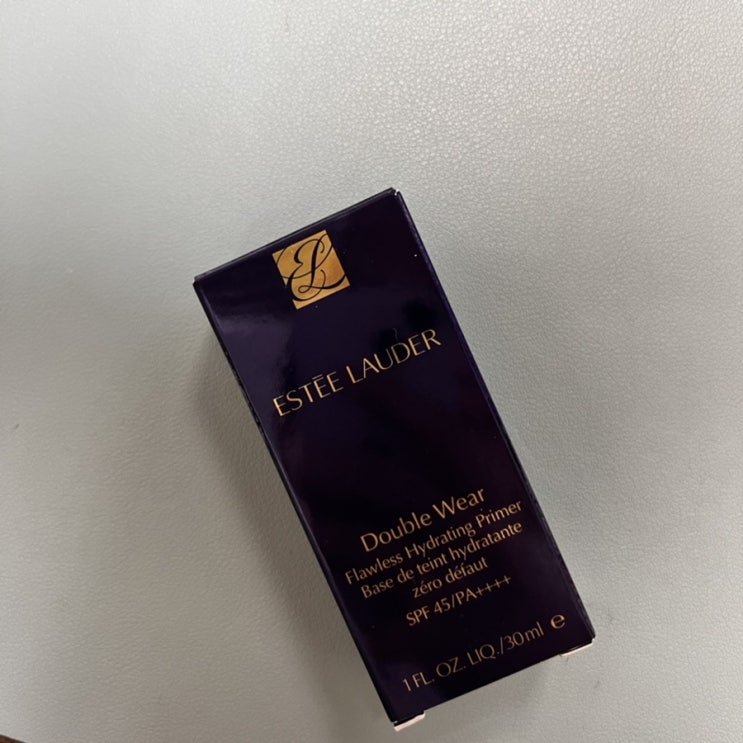 EL
ESTĒE LAUDER
Double Wear
Flawless Hydrating Primer
Base de teint hydratante
zéro défaut
SPF 45/PA++++
1 FL. OZ. LIQ./30ml ℮